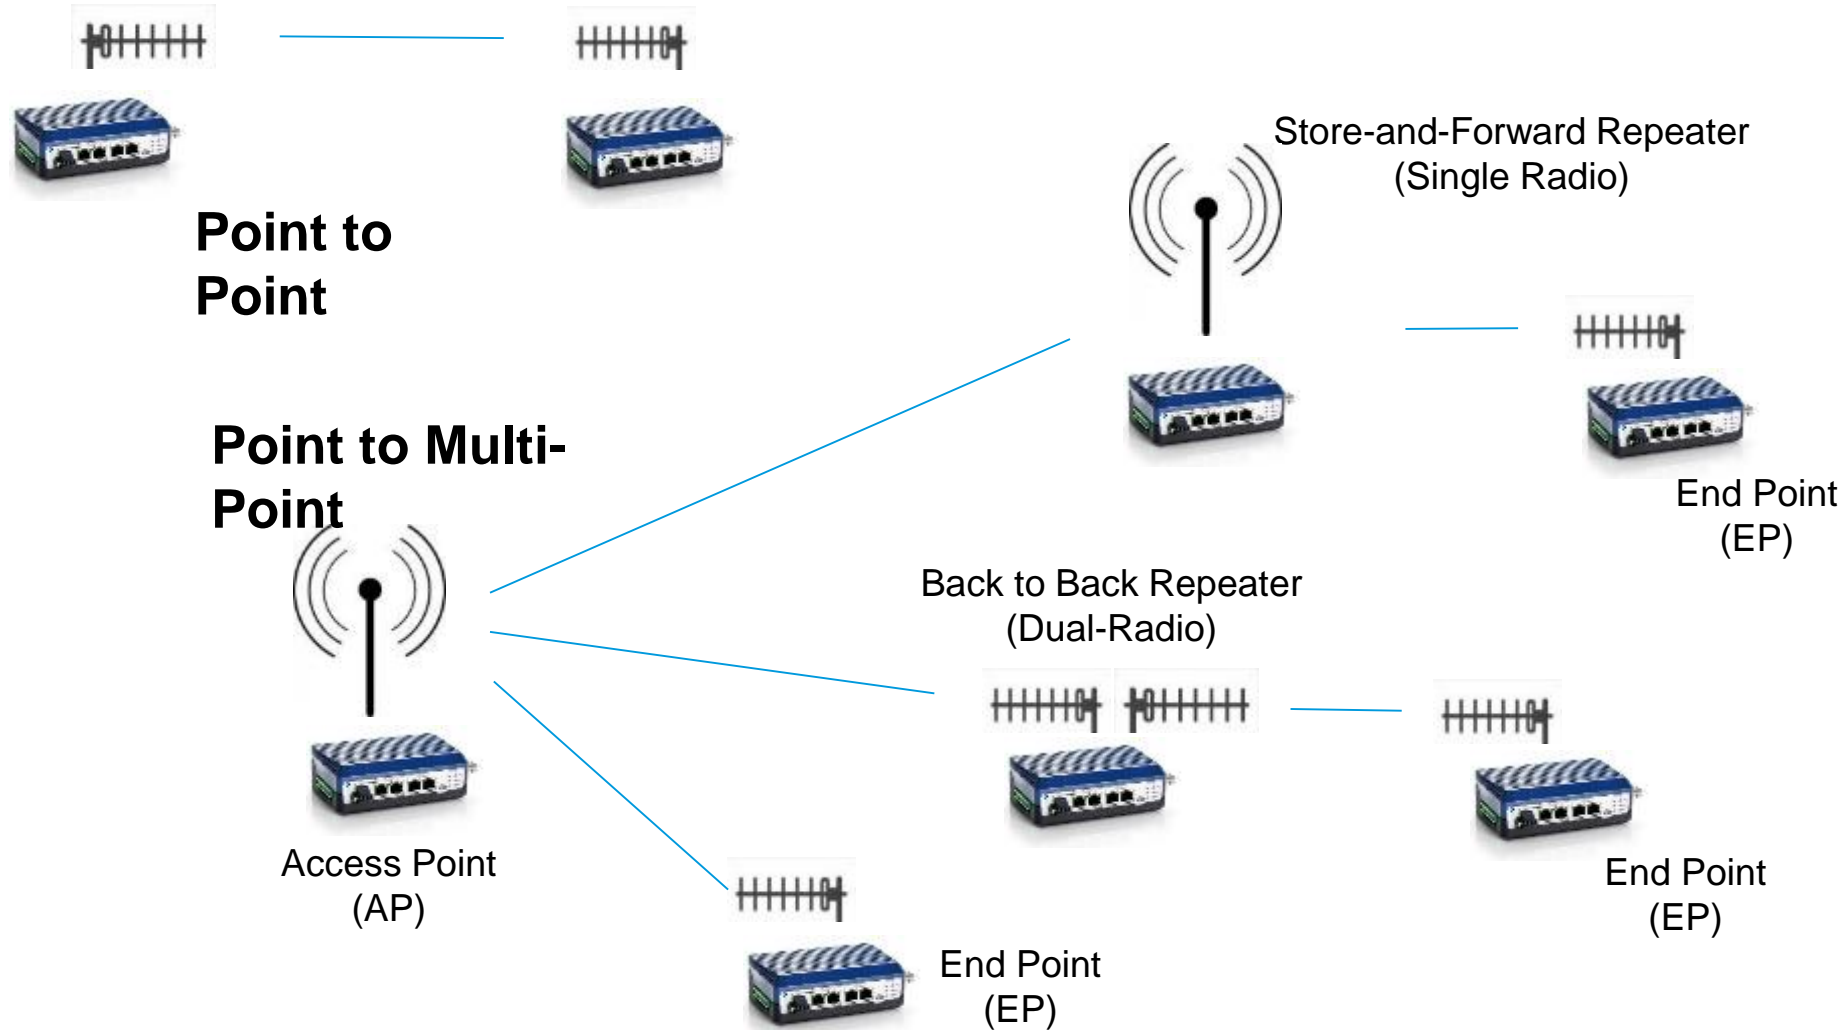 Store-and-Forward Repeater
(Single Radio)
Point to
Point
Point to Multi-
Point
End Point
(EP)
Back to Back Repeater
(Dual-Radio)
Access Point
(AP)
End Point
(EP)
End Point
(EP)